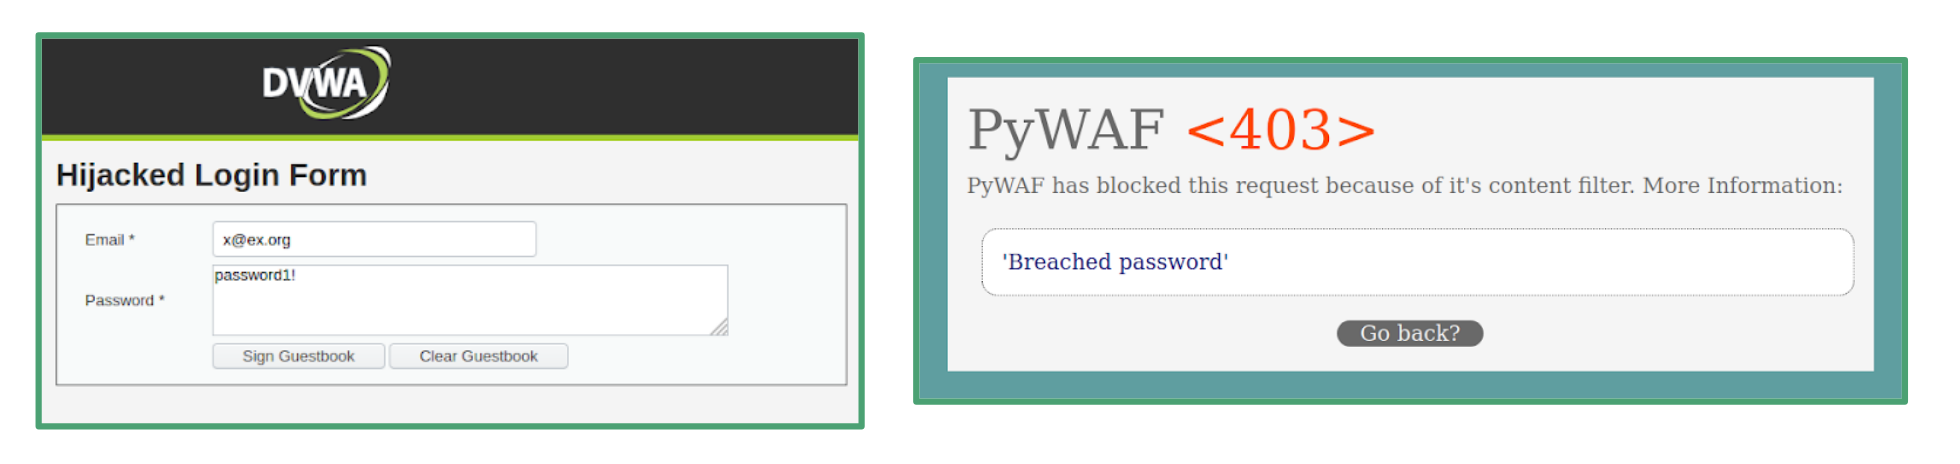 DVWA
Hijacked Login Form
Email *
x@ex.org
Password *
password1!
Sign Guestbook
Clear Guestbook
PyWAF <403>
PyWAF has blocked this request because of it's content filter. More Information:
'Breached password'
Go back?